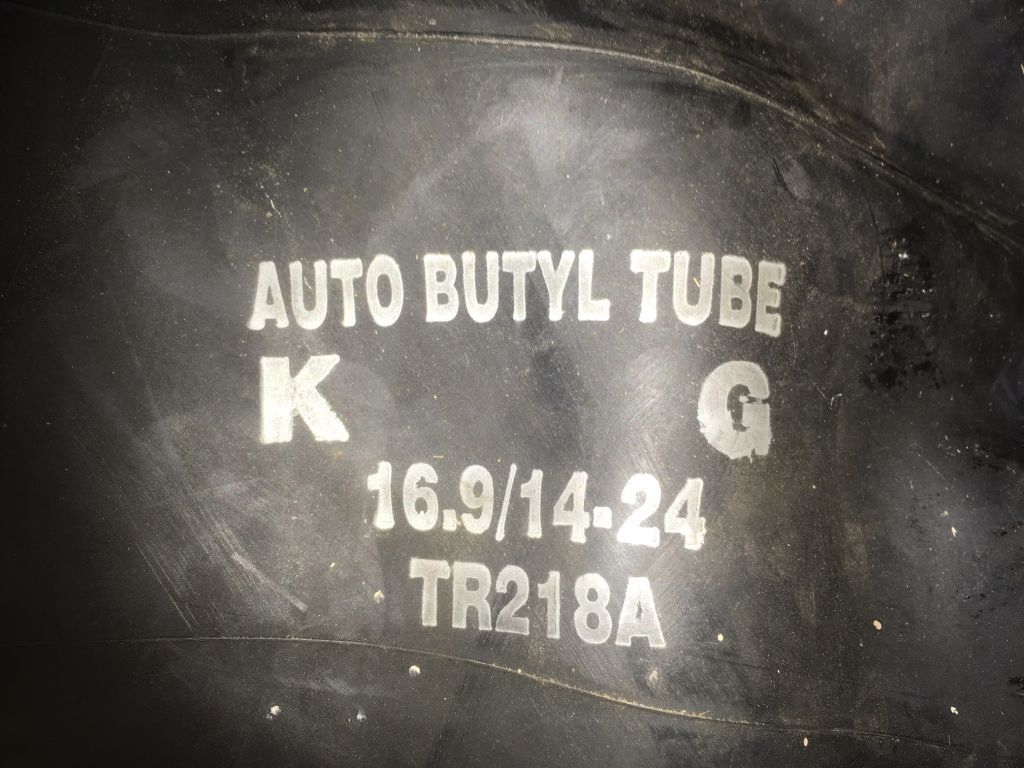 AUTO BUTYL TUBE
K G
16.9/14-24
TR218A